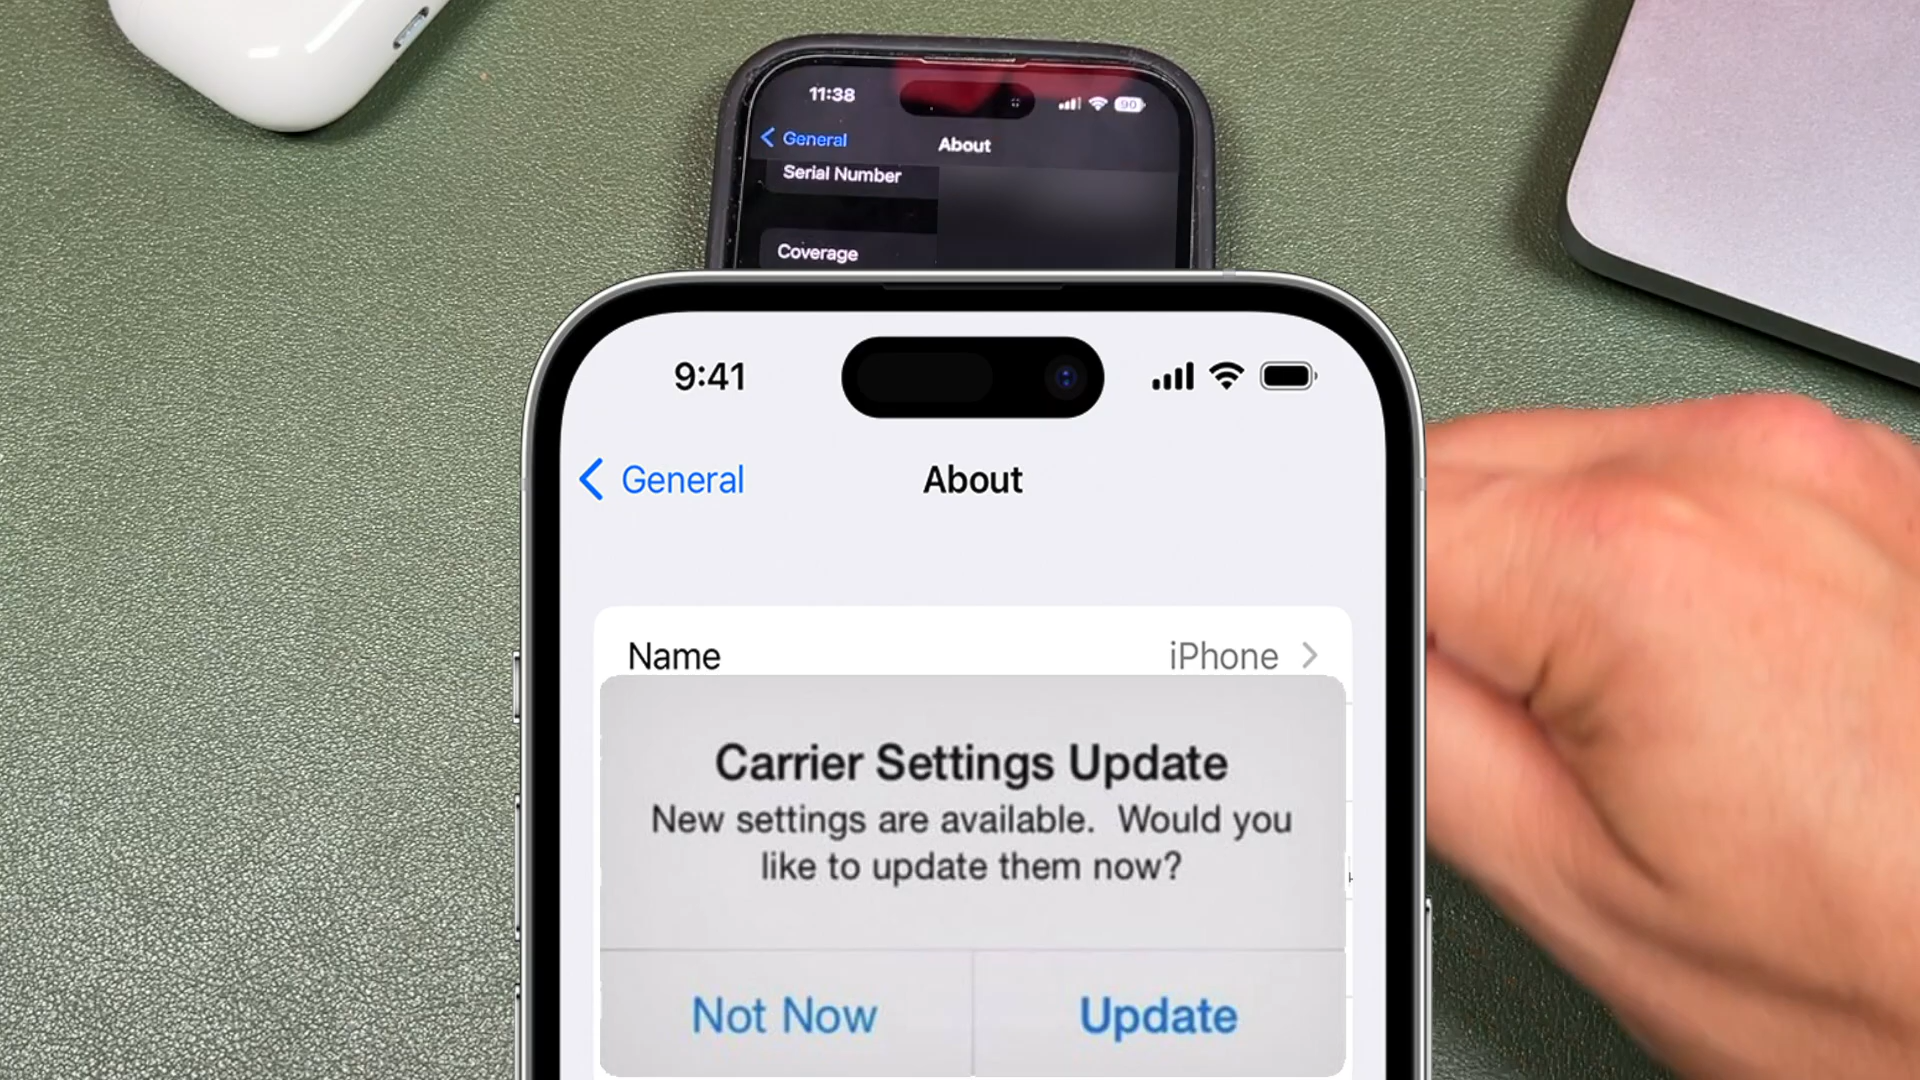 11:38
90
General
About
Serial Number
Coverage
9:41
General
About
Name
iPhone
Carrier Settings Update
New settings are available. Would you
like to update them now?
Not Now
Update